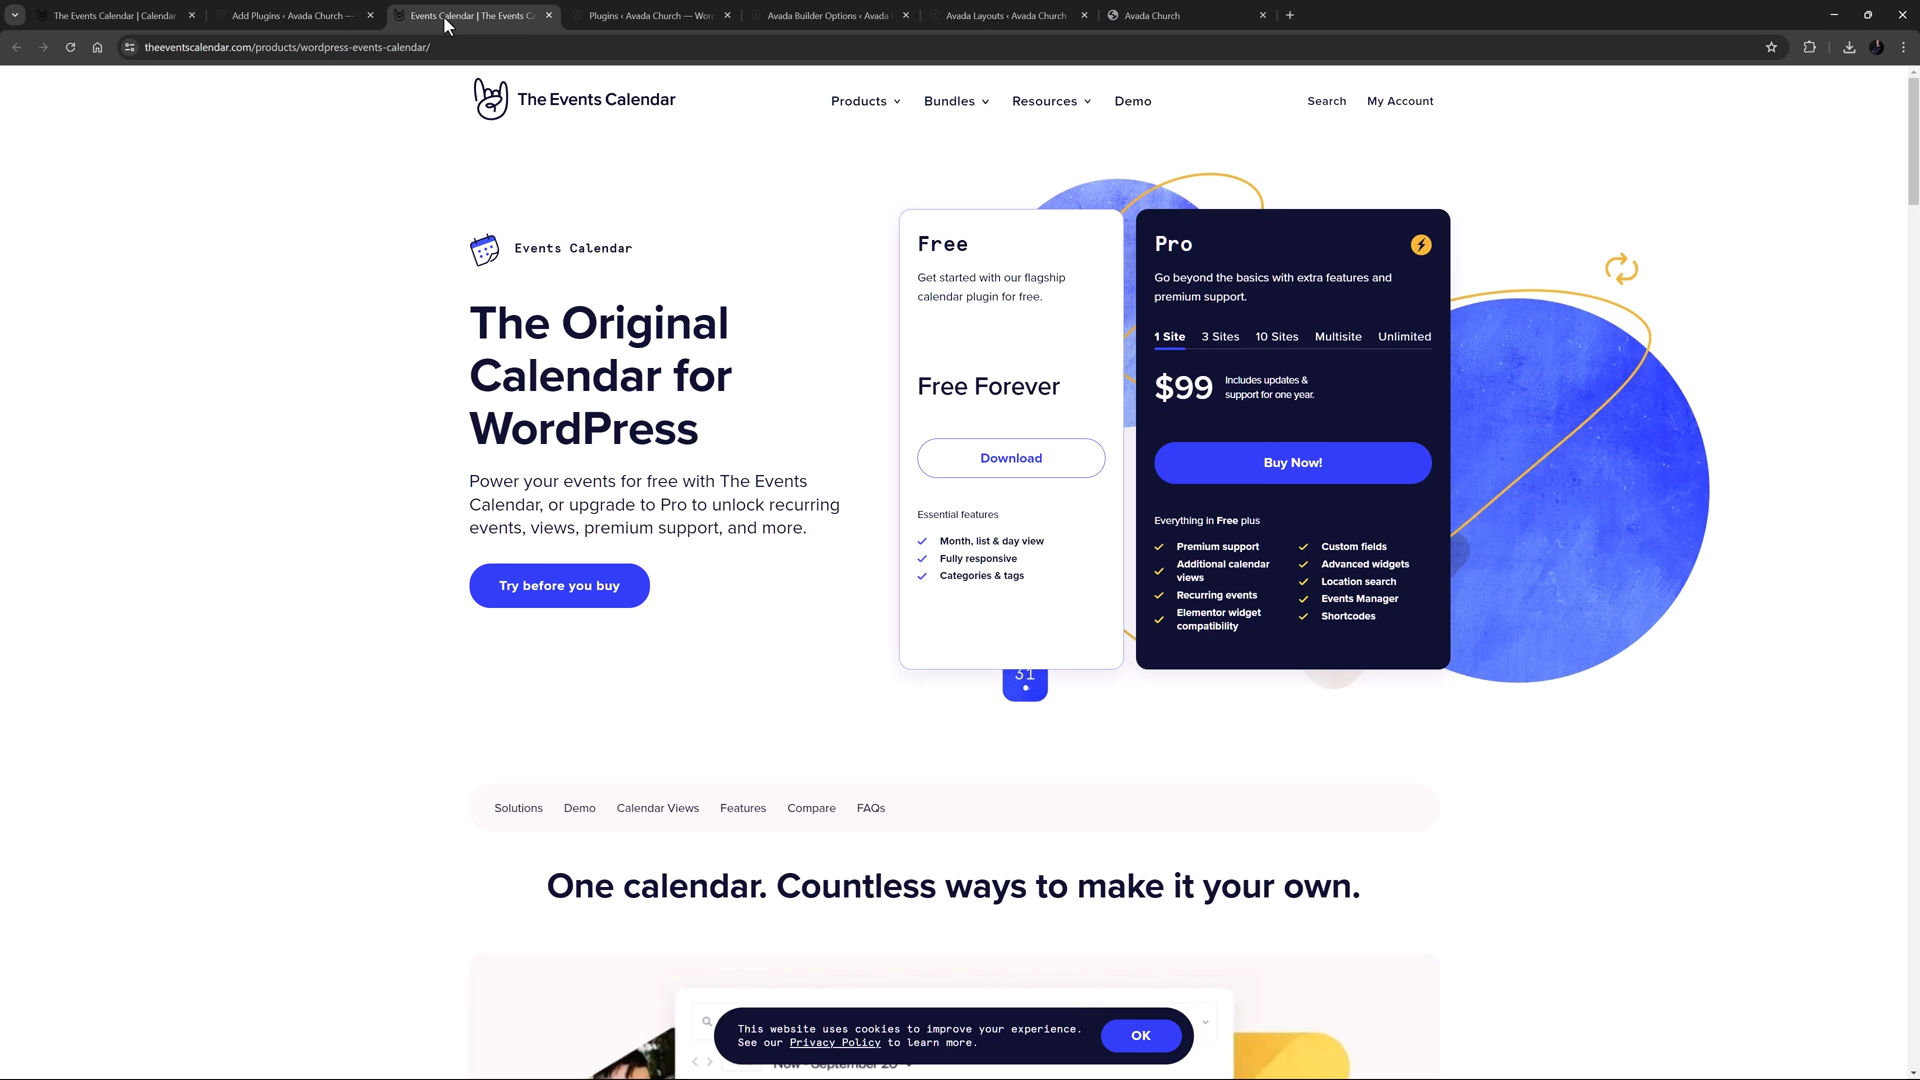 The Events Calendar | Calendar
Add Plugins ‹ Avada Church —
Events Calendar | The Events Ca
Plugins ‹ Avada Church — Wor
Avada Builder Options ‹ Avada
Avada Layouts ‹ Avada Church
Avada Church
theeventscalendar.com/products/wordpress-events-calendar/
The Events Calendar
Products
Bundles
Resources
Demo
Search
My Account
Events Calendar
The Original
Calendar for
WordPress
Power your events for free with The Events
Calendar, or upgrade to Pro to unlock recurring
events, views, premium support, and more.
Try before you buy
Free
Get started with our flagship
calendar plugin for free.
Free Forever
Download
Essential features
Month, list & day view
Fully responsive
Categories & tags
Pro
Go beyond the basics with extra features and
premium support.
1 Site
3 Sites
10 Sites
Multisite
Unlimited
$99
Includes updates &
support for one year.
Buy Now!
Everything in Free plus
Premium support
Additional calendar
views
Recurring events
Elementor widget
compatibility
Custom fields
Advanced widgets
Location search
Events Manager
Shortcodes
31
Solutions
Demo
Calendar Views
Features
Compare
FAQs
One calendar. Countless ways to make it your own.
This website uses cookies to improve your experience.
See our Privacy Policy to learn more.
OK